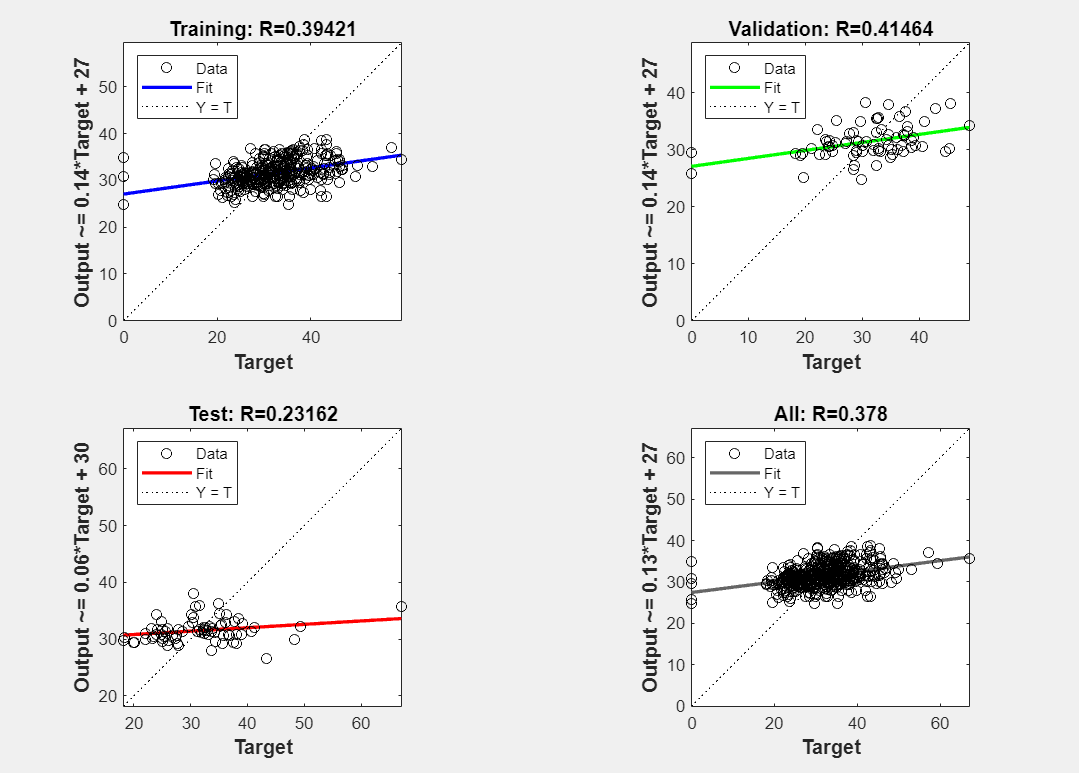 Training: R=0.39421
Output ~= 0.14*Target + 27
Data
Fit
Y = T
50
40
30
20
10
0
0 20 40
Target
Validation: R=0.41464
Output ~= 0.14*Target + 27
Data
Fit
Y = T
40
30
20
10
0
0 10 20 30 40
Target
Test: R=0.23162
Output ~= 0.06*Target + 30
Data
Fit
Y = T
60
50
40
30
20
20 30 40 50 60
Target
All: R=0.378
Output ~= 0.13*Target + 27
Data
Fit
Y = T
60
50
40
30
20
10
0
0 20 40 60
Target